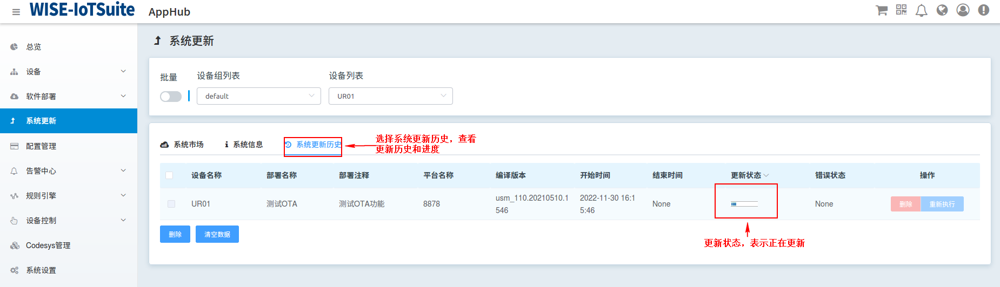 WISE-IoTSuite AppHub
总览
设备
软件部署
系统更新
配置管理
告警中心
规则引擎
设备控制
Codesys管理
系统设置
系统更新
批量 设备组列表 设备列表
default UR01
系统市场 系统信息 系统更新历史
选择系统更新历史，查看
更新历史和进度
设备名称 部署名称 部署注释 平台名称 编译版本 开始时间 结束时间 更新状态 错误状态 操作
UR01 测试OTA 测试OTA功能 8878 usm_110.20210510.1 2022-11-30 16:1 None None 删除 重新执行
546 5:46
删除 清空数据
更新状态，表示正在更新